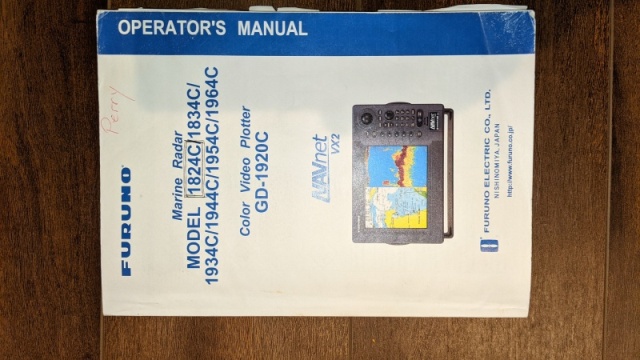 OPERATOR'S MANUAL
Perry
FURUNO
Marine Radar
MODEL 1824C/1834C/
1934C/1944C/1954C/1964C
Color Video Plotter
GD-1920C
NAVnet
VX2
FURUNO ELECTRIC CO., LTD.
NISHINOMIYA, JAPAN
http://www.furuno.co.jp/